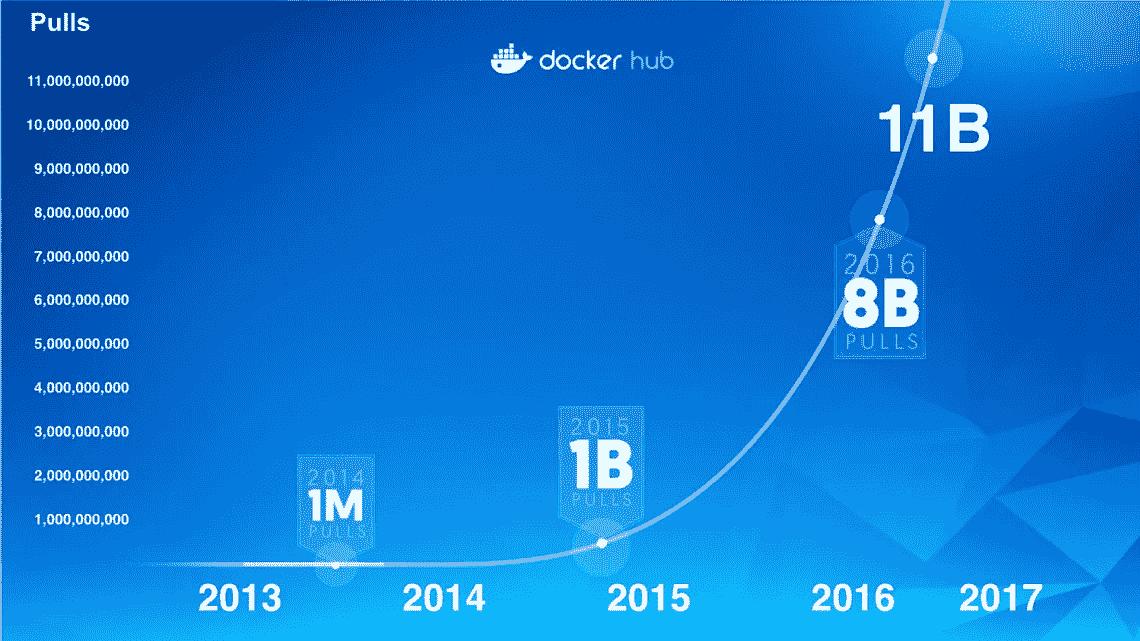 Pulls
docker hub
11,000,000,000
10,000,000,000
9,000,000,000
8,000,000,000
7,000,000,000
6,000,000,000
5,000,000,000
4,000,000,000
3,000,000,000
2,000,000,000
1,000,000,000
11B
2016
8B
PULLS
2015
1B
PULLS
2014
1M
PULLS
2013 2014 2015 2016 2017